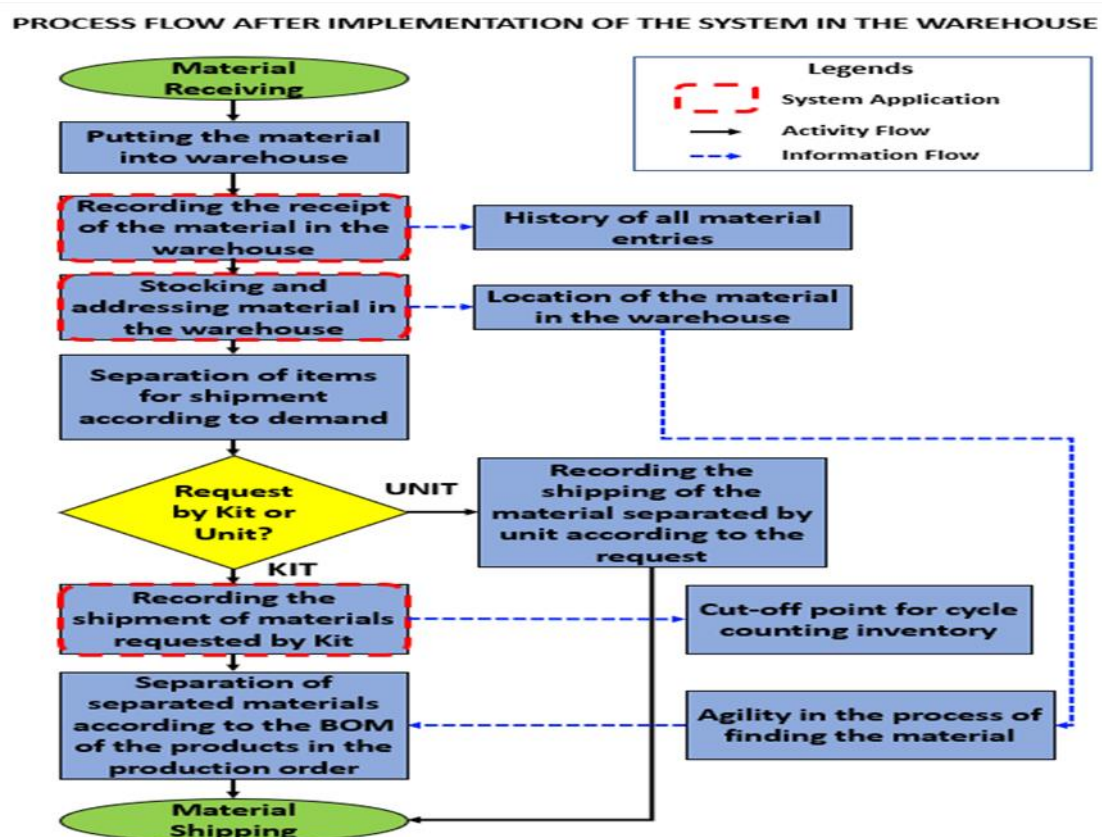 PROCESS FLOW AFTER IMPLEMENTATION OF THE SYSTEM IN THE WAREHOUSE
Material
Receiving
Legends
System Application
Activity Flow
Information Flow
Putting the material
into warehouse
Recording the receipt
of the material in the
warehouse
History of all material
entries
Stocking and
addressing material in
the warehouse
Location of the material
in the warehouse
Separation of items
for shipment
according to demand
Request
by Kit or
Unit?
UNIT
Recording the
shipping of the
material separated by
unit according to the
request
KIT
Recording the
shipment of materials
requested by Kit
Cut-off point for cycle
counting inventory
Separation of
separated materials
according to the BOM
of the products in the
production order
Agility in the process of
finding the material
Material
Shipping